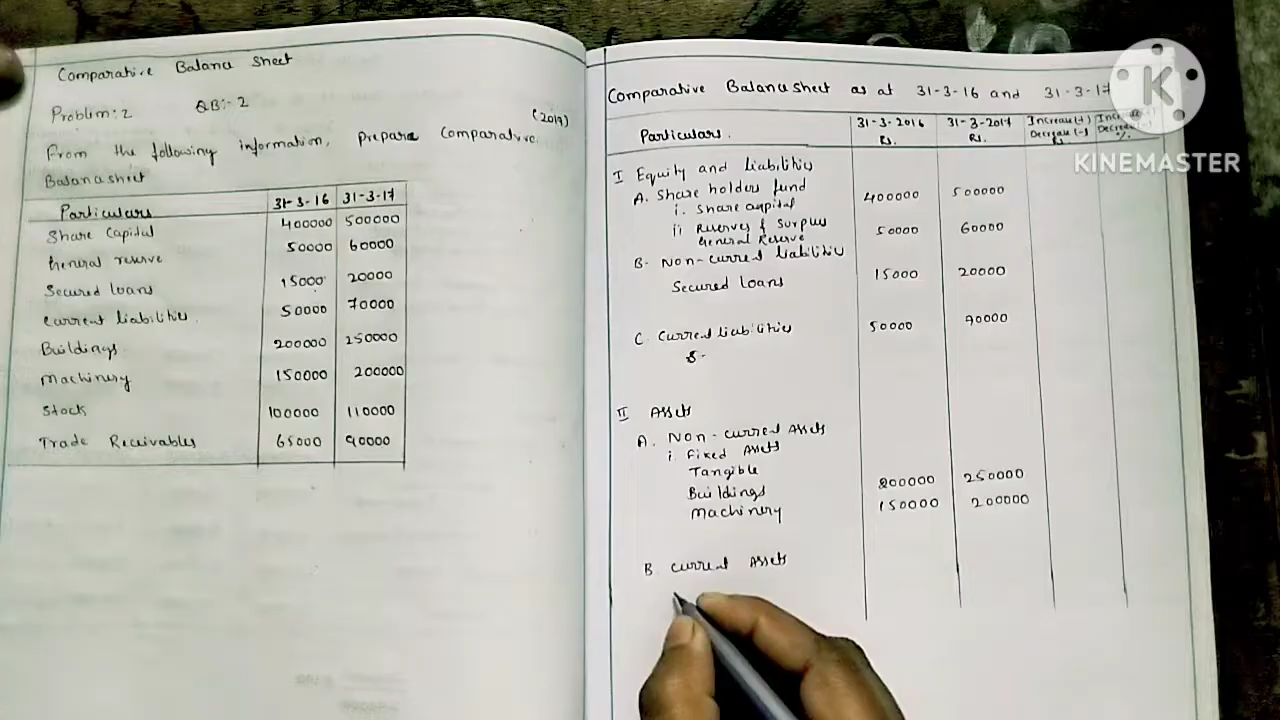 Comparative Balance Sheet
Problem: 2 QB:- 2
(2019)
From the following information, prepare Comparative
Balance sheet
Particulars 31-3-16 31-3-17
Share Capital 400000 500000
General reserve 50000 60000
Secured loans 15000 20000
Current liabilities 50000 70000
Buildings 200000 250000
Machinery 150000 200000
Stock 100000 110000
Trade Receivables 65000 90000
Comparative Balance sheet as at 31-3-16 and 31-3-17
Particulars. 31-3-2016 Rs. 31-3-2017 Rs. Increase(+) Decrease(-) Rs. Decrease %
K
KINEMASTER
I Equity and liabilities
A. Share holders fund
i. Share capital 400000 500000
ii Reserves & Surplus
General Reserve 50000 60000
B. Non-current liabilities
Secured loans 15000 20000
C. Current liabilities 50000 70000
II Assets
A. Non-current Assets
i. Fixed Assets
Tangible
Buildings 200000 250000
Machinery 150000 200000
B. current Assets